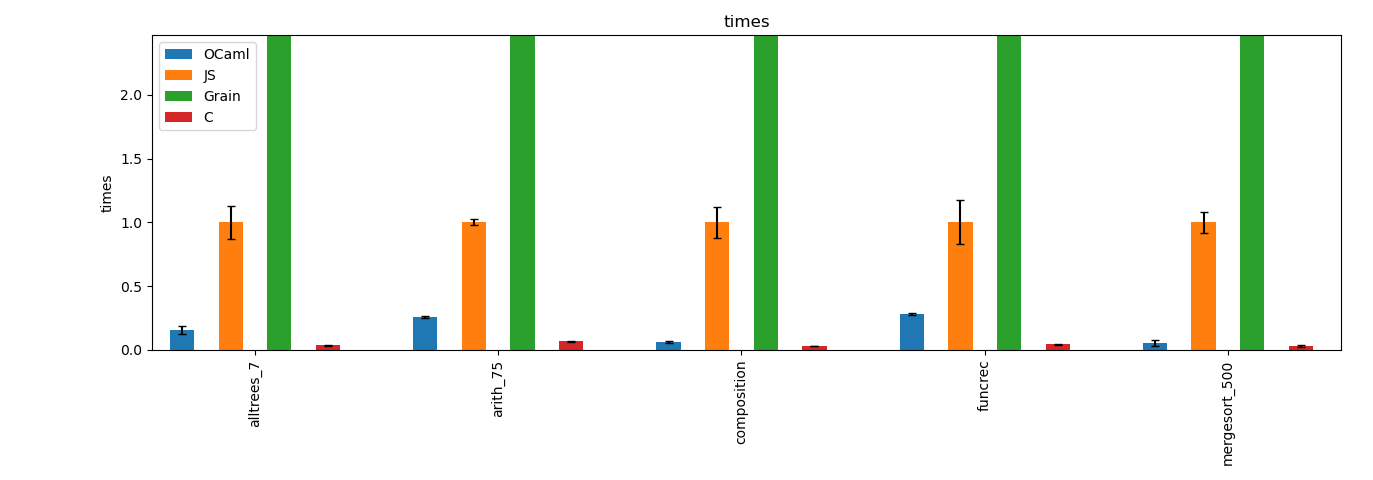 times
OCaml
JS
Grain
C
times
2.0
1.5
1.0
0.5
0.0
alltrees_7
arith_75
composition
funcrec
mergesort_500